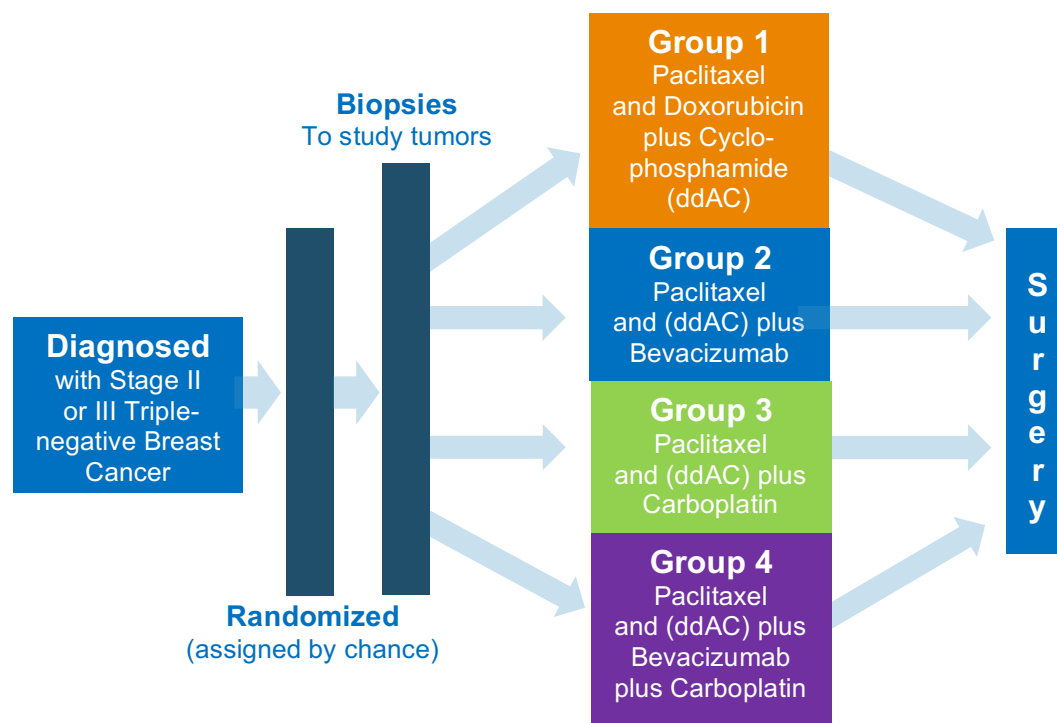 Diagnosed
with Stage II
or III Triple-
negative Breast
Cancer
Randomized
(assigned by chance)
Biopsies
To study tumors
Group 1
Paclitaxel
and Doxorubicin
plus Cyclo-
phosphamide
(ddAC)
Group 2
Paclitaxel
and (ddAC) plus
Bevacizumab
Group 3
Paclitaxel
and (ddAC) plus
Carboplatin
Group 4
Paclitaxel
and (ddAC) plus
Bevacizumab
plus Carboplatin
Surgery